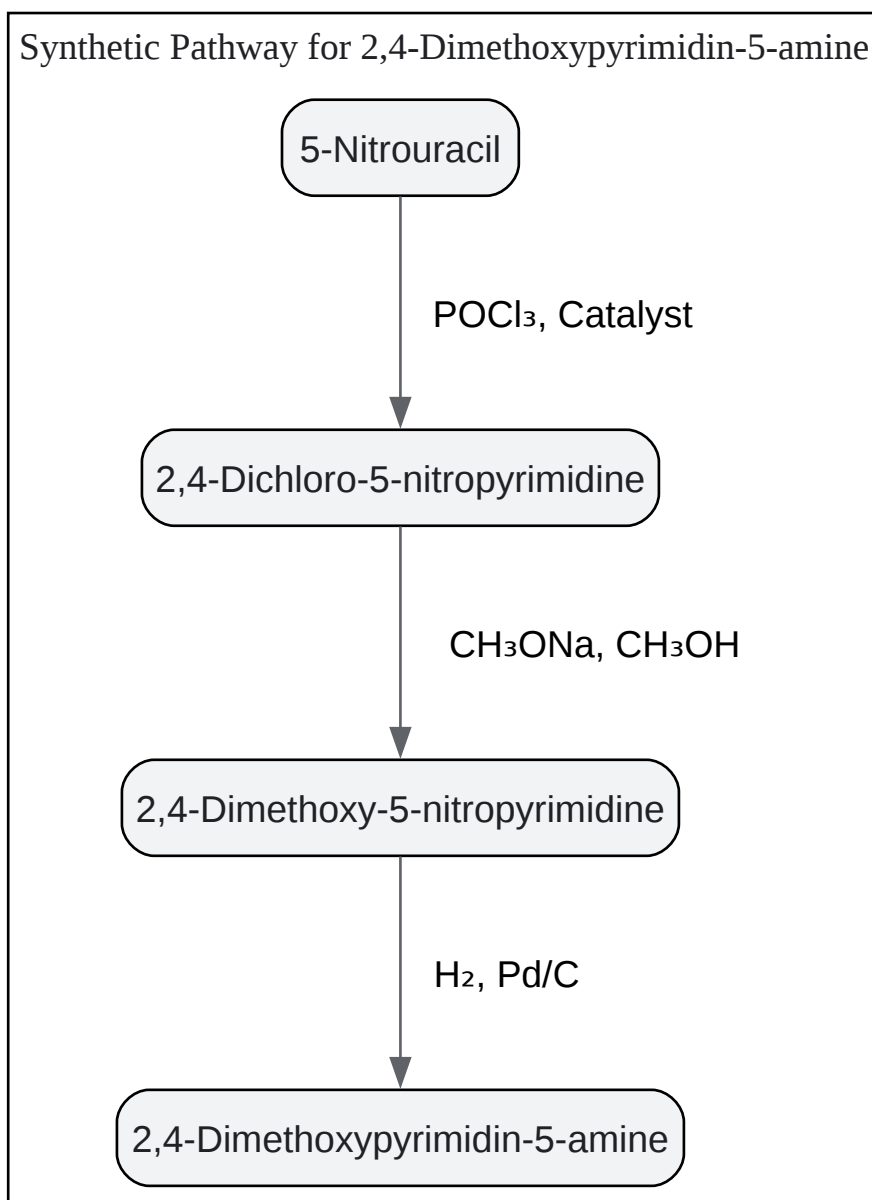 Synthetic Pathway for 2,4-Dimethoxypyrimidin-5-amine
5-Nitrouracil
POCl₃, Catalyst
2,4-Dichloro-5-nitropyrimidine
CH₃ONa, CH₃OH
2,4-Dimethoxy-5-nitropyrimidine
H₂, Pd/C
2,4-Dimethoxypyrimidin-5-amine